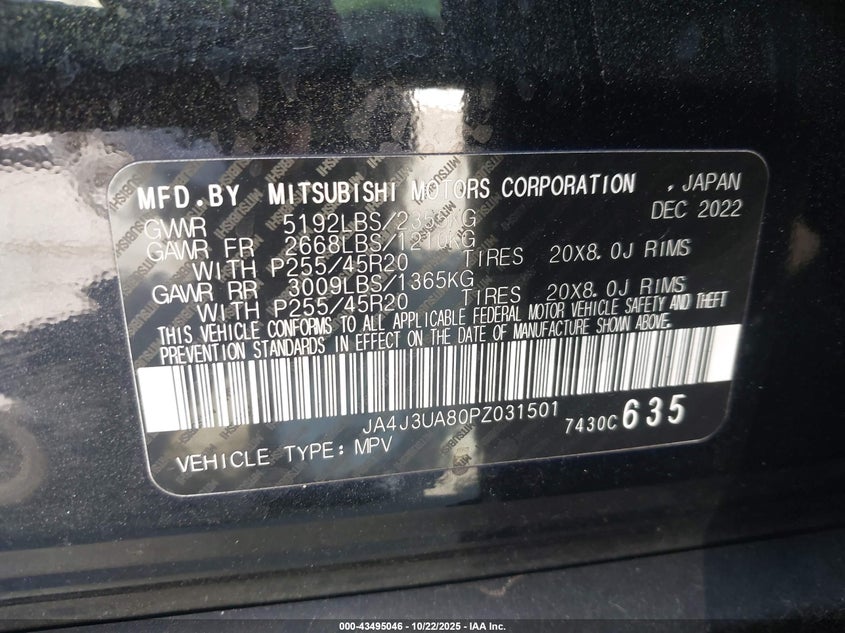 MFD.BY MITSUBISHI MOTORS CORPORATION , JAPAN
DEC 2022
GVWR 5192LBS/2355KG
GAWR FR 2668LBS/1210KG
WITH P255/45R20 TIRES 20X8.0J RIMS
GAWR RR 3009LBS/1365KG
WITH P255/45R20 TIRES 20X8.0J RIMS
THIS VEHICLE CONFORMS TO ALL APPLICABLE FEDERAL MOTOR VEHICLE SAFETY AND THEFT
PREVENTION STANDARDS IN EFFECT ON THE DATE OF MANUFACTURE SHOWN ABOVE.
JA4J3UA80PZ031501 7430C 635
VEHICLE TYPE: MPV
000-43495046 - 10/22/2025 - IAA Inc.